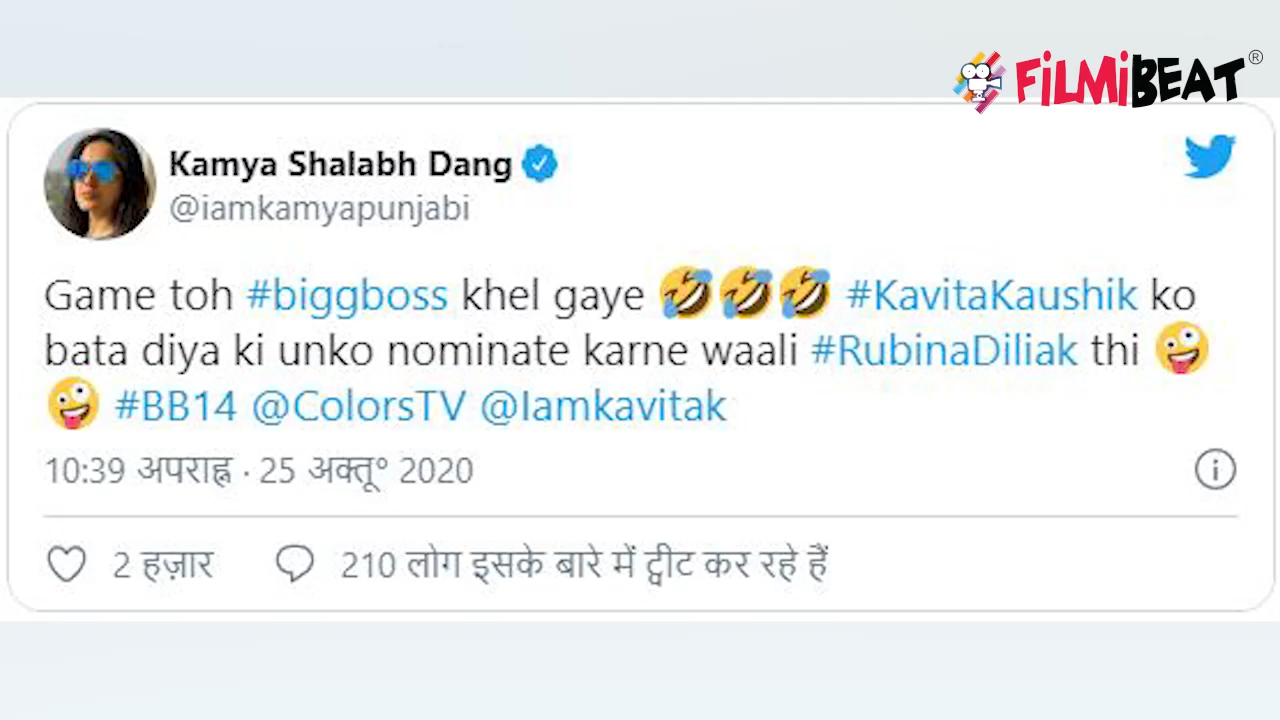 FiLMiBEAT®
Kamya Shalabh Dang
@iamkamyapunjabi
Game toh #biggboss khel gaye 🤣🤣🤣 #KavitaKaushik ko
bata diya ki unko nominate karne waali #RubinaDiliak thi 🤪
🤪 #BB14 @ColorsTV @Iamkavitak
10:39 अपराह्न · 25 अक्तू॰ 2020
2 हज़ार
210 लोग इसके बारे में ट्वीट कर रहे हैं